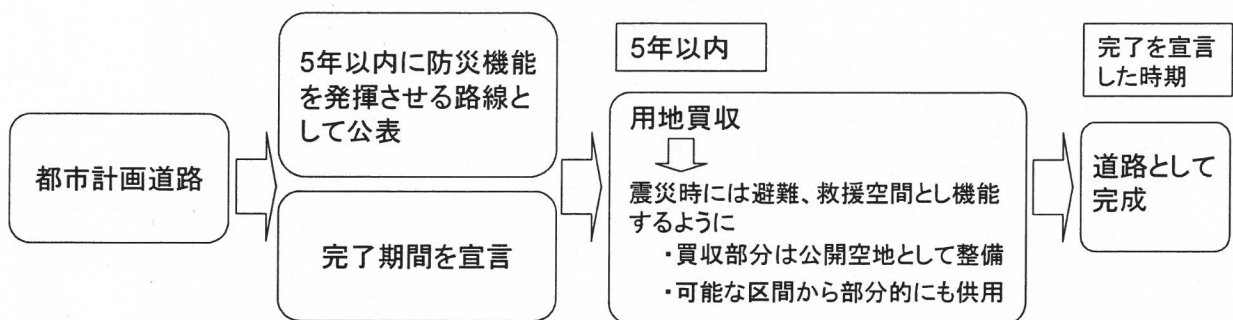 都市計画道路
5年以内に防災機能
を発揮させる路線と
して公表
完了期間を宣言
5年以内
用地買収
震災時には避難、救援空間とし機能
するように
・買収部分は公開空地として整備
・可能な区間から部分的にも供用
完了を宣言
した時期
道路として
完成